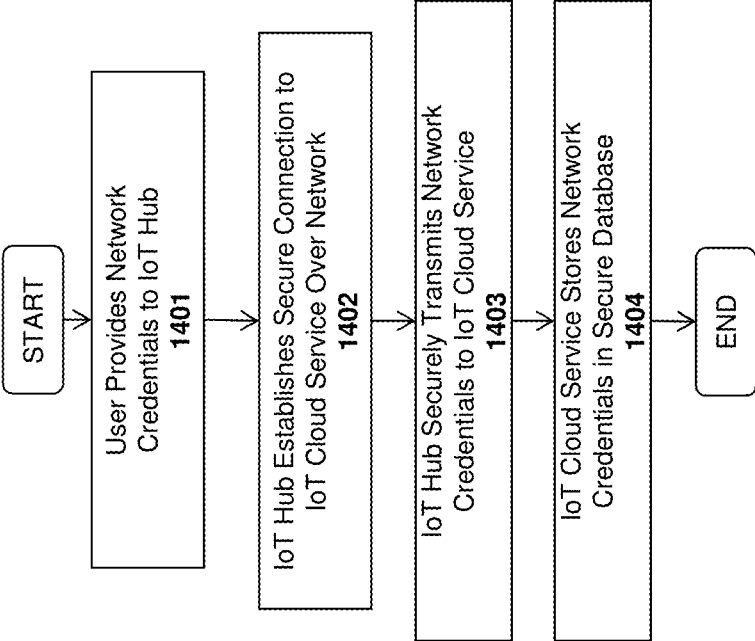 START
User Provides Network
Credentials to IoT Hub
1401
IoT Hub Establishes Secure Connection to
IoT Cloud Service Over Network
1402
IoT Hub Securely Transmits Network
Credentials to IoT Cloud Service
1403
IoT Cloud Service Stores Network
Credentials in Secure Database
1404
END